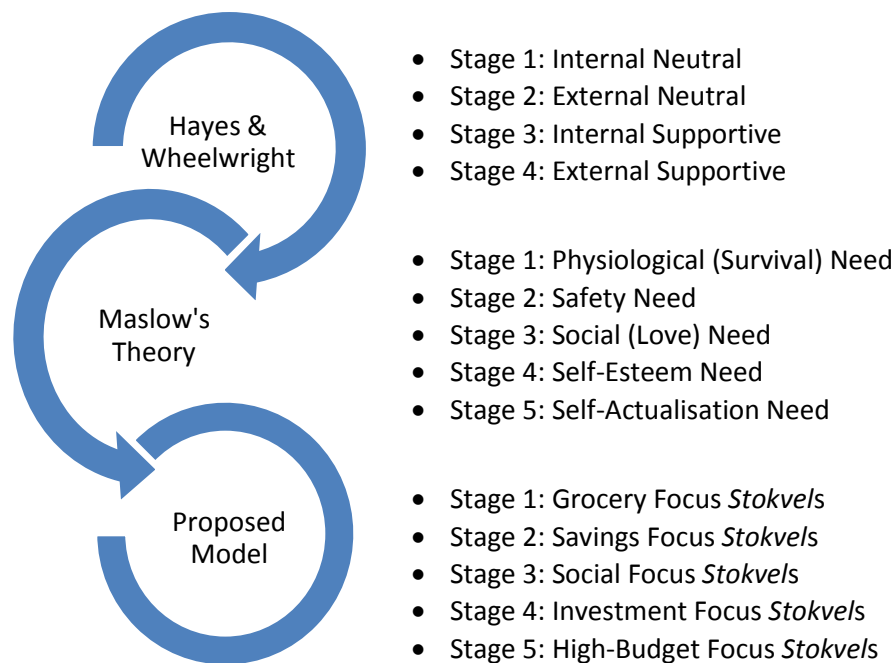 Hayes &
Wheelwright
• Stage 1: Internal Neutral
• Stage 2: External Neutral
• Stage 3: Internal Supportive
• Stage 4: External Supportive
Maslow's
Theory
• Stage 1: Physiological (Survival) Need
• Stage 2: Safety Need
• Stage 3: Social (Love) Need
• Stage 4: Self-Esteem Need
• Stage 5: Self-Actualisation Need
Proposed
Model
• Stage 1: Grocery Focus Stokvels
• Stage 2: Savings Focus Stokvels
• Stage 3: Social Focus Stokvels
• Stage 4: Investment Focus Stokvels
• Stage 5: High-Budget Focus Stokvels